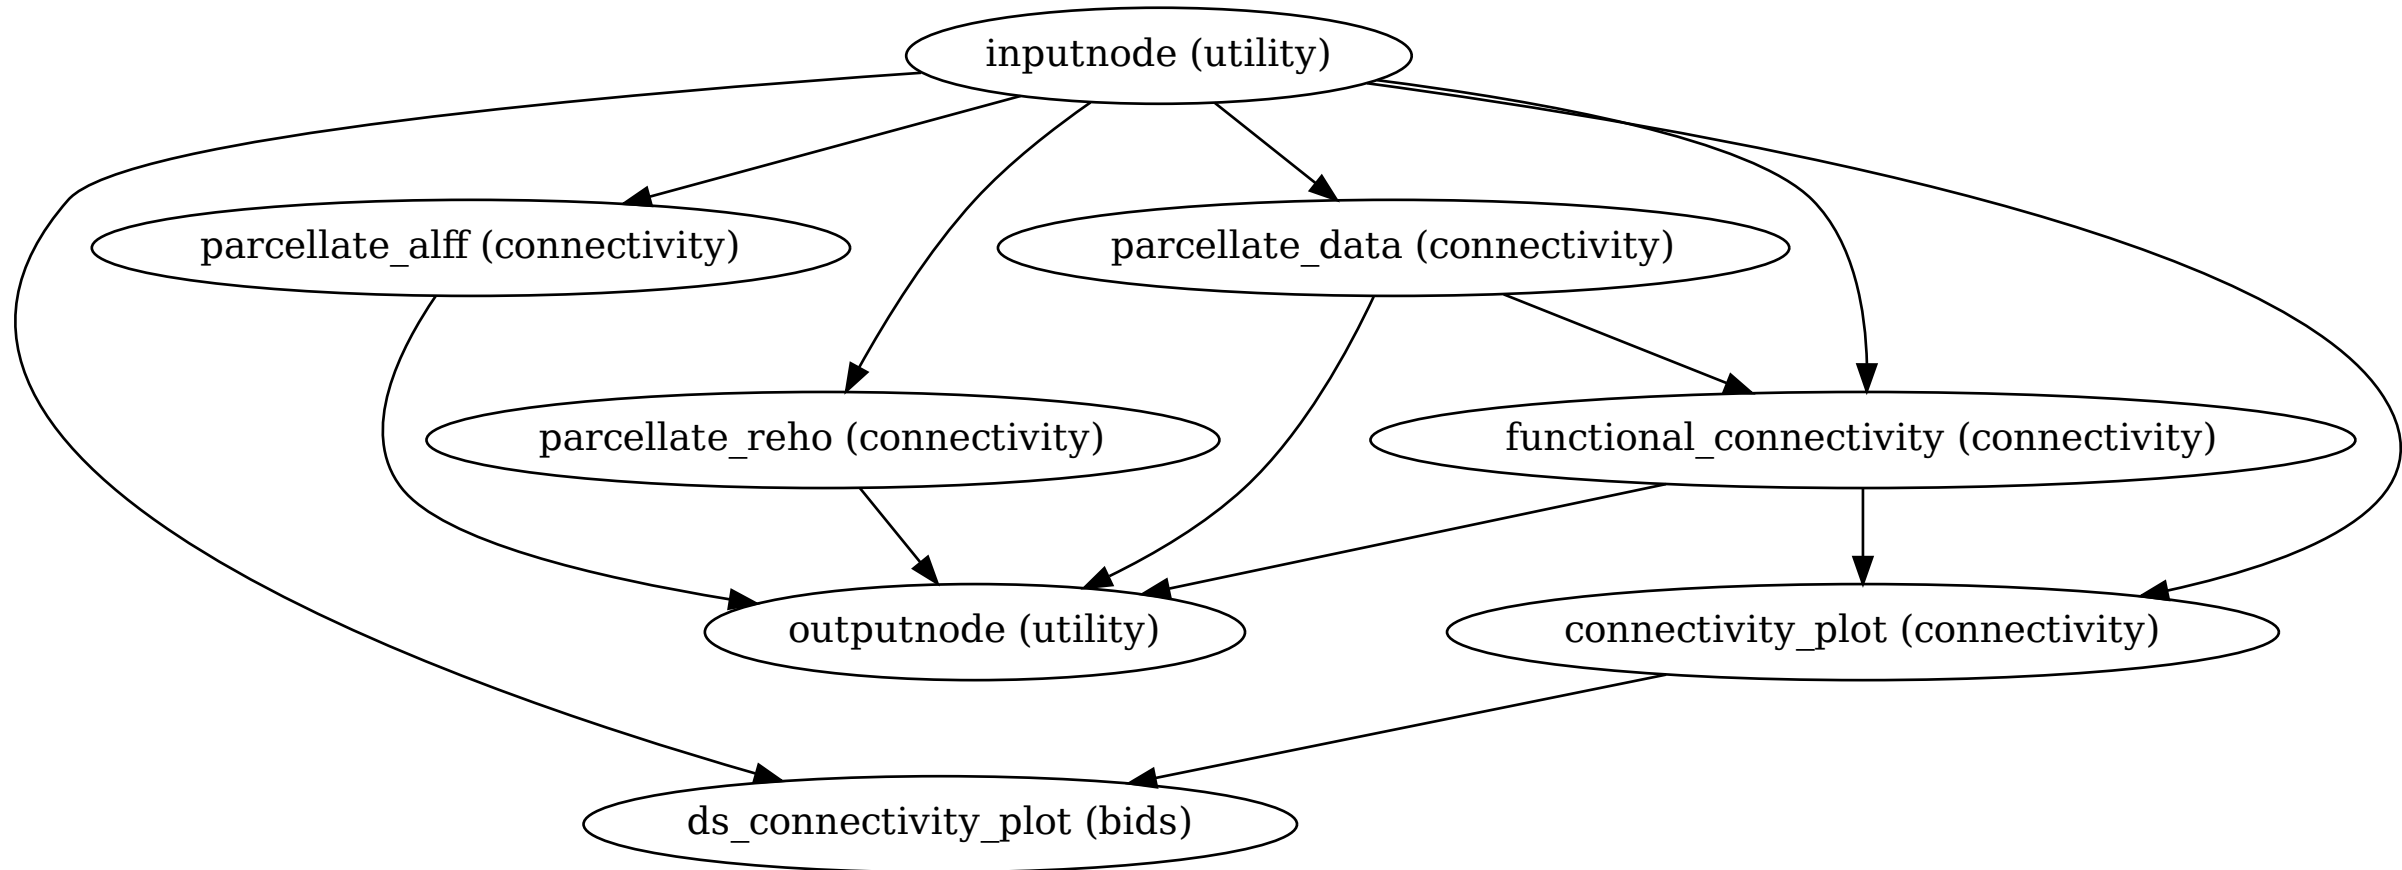 inputnode (utility)
parcellate_alff (connectivity)
parcellate_data (connectivity)
parcellate_reho (connectivity)
functional_connectivity (connectivity)
outputnode (utility)
connectivity_plot (connectivity)
ds_connectivity_plot (bids)